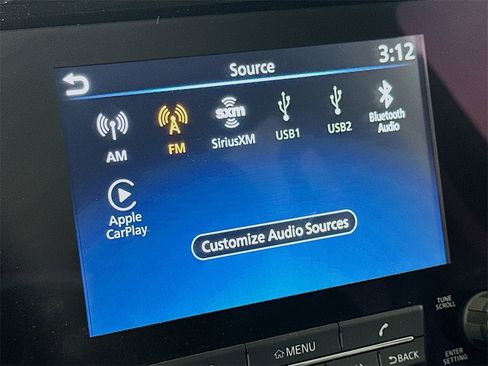 Source
3:12
AM
FM
sxm
SiriusXM
USB1
USB2
Bluetooth
Audio
Apple
CarPlay
Customize Audio Sources
TUNE
SCROLL
MENU
BACK
ENTER
SETTING